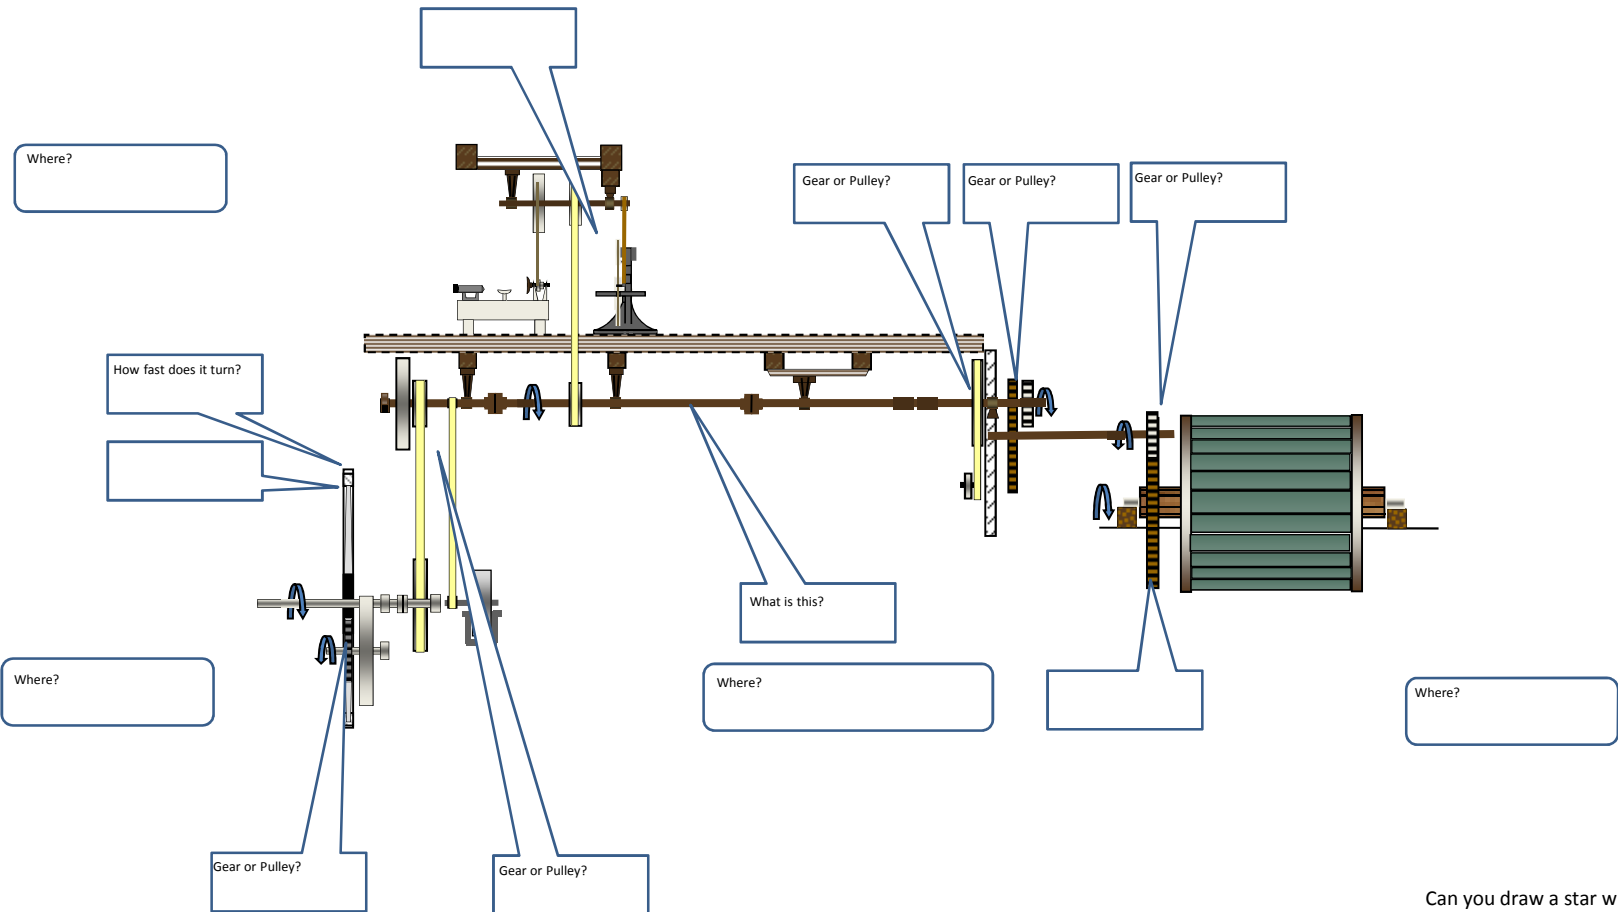 Where?
Gear or Pulley?
Gear or Pulley?
Gear or Pulley?
How fast does it turn?
What is this?
Where?
Where?
Where?
Gear or Pulley?
Gear or Pulley?
Can you draw a star w